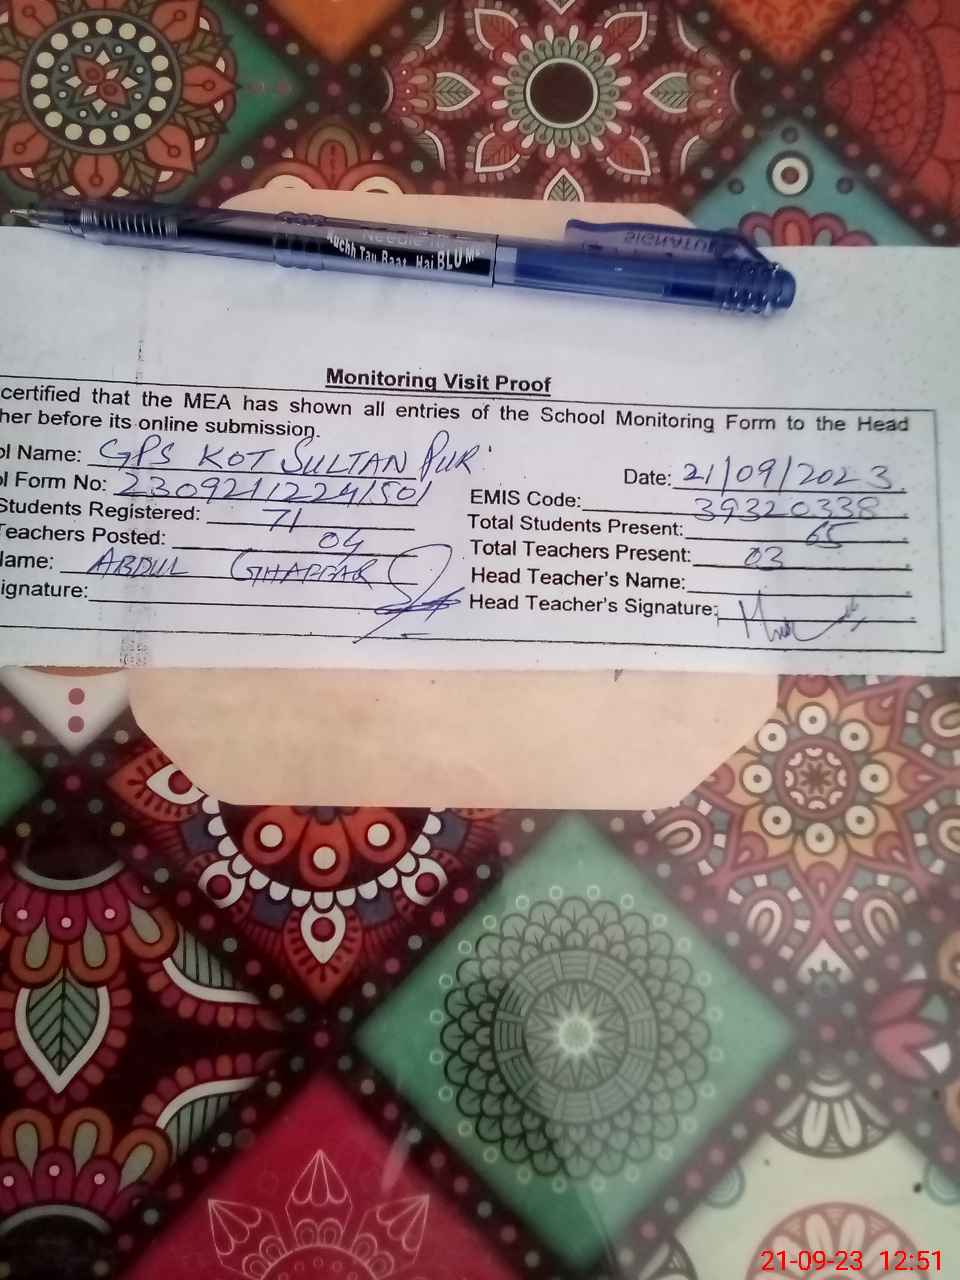 Needle
Kuchh Tau Baat Hai BLUM
SIGNATU
Monitoring Visit Proof
certified that the MEA has shown all entries of the School Monitoring Form to the Head
her before its online submission.
ol Name: GPS KOT SULTAN PUR
Date: 21/09/2023
ol Form No: 
EMIS Code: 39320338
Students Registered: 71
Total Students Present: 65
Teachers Posted: 04
Total Teachers Present: 03
lame: ABDUL GHAFFAR
Head Teacher's Name:
ignature:
Head Teacher's Signature:
21-09-23 12:51